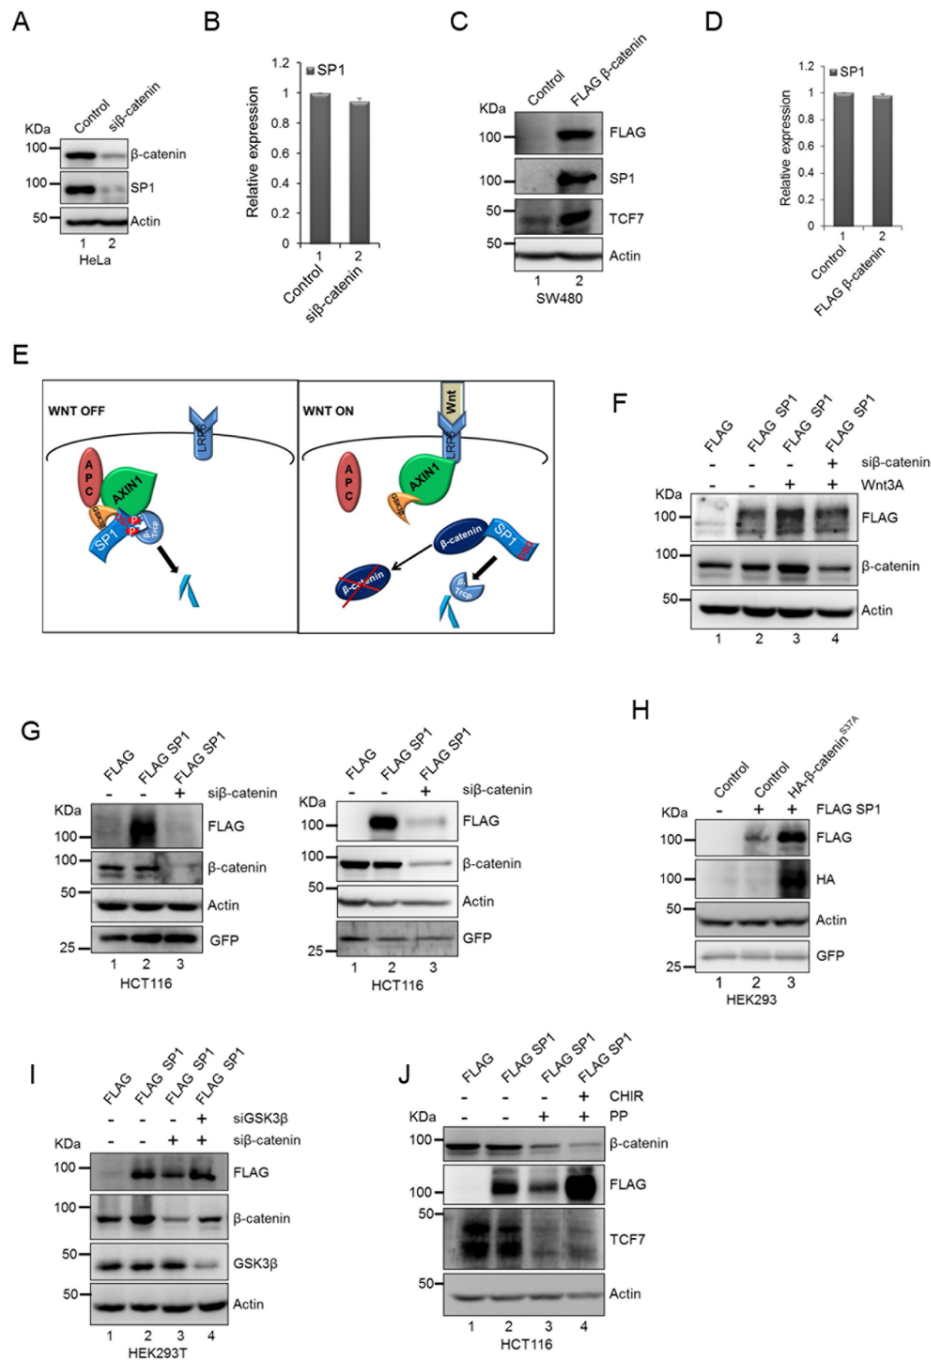 A
Control
siβ-catenin
KDa
100
β-catenin
100
SP1
50
Actin
1 2
HeLa
B
Relative expression
1.2
1
0.8
0.6
0.4
0.2
0
SP1
1 2
Control
siβ-catenin
C
Control
FLAG β-catenin
KDa
100
FLAG
100
SP1
50
TCF7
50
Actin
1 2
SW480
D
Relative expression
1.2
1
0.8
0.6
0.4
0.2
0
SP1
1 2
Control
FLAG β-catenin
E
WNT OFF
LRP6
APC
AXIN1
GSK3β
SP1
P
P
β-Trcp
WNT ON
Wnt
LRP6
APC
AXIN1
GSK3β
β-catenin
SP1
β-catenin
β-Trcp
F
FLAG
FLAG SP1
FLAG SP1
FLAG SP1
- - - + siβ-catenin
- - + + Wnt3A
KDa
100
FLAG
100
β-catenin
50
Actin
1 2 3 4
G
FLAG
FLAG SP1
FLAG SP1
- - + siβ-catenin
KDa
100
FLAG
100
β-catenin
50
Actin
25
GFP
1 2 3
HCT116
FLAG
FLAG SP1
FLAG SP1
- - + siβ-catenin
KDa
100
FLAG
100
β-catenin
50
Actin
25
GFP
1 2 3
HCT116
H
Control
Control
HA-β-catenin S37A
- + + FLAG SP1
KDa
100
FLAG
100
HA
50
Actin
25
GFP
1 2 3
HEK293
I
FLAG
FLAG SP1
FLAG SP1
FLAG SP1
- - - + siGSK3β
- - + + siβ-catenin
KDa
100
FLAG
100
β-catenin
50
GSK3β
50
Actin
1 2 3 4
HEK293T
J
FLAG
FLAG SP1
FLAG SP1
FLAG SP1
- - - + CHIR
- - + + PP
KDa
100
β-catenin
100
FLAG
50
TCF7
50
Actin
1 2 3 4
HCT116